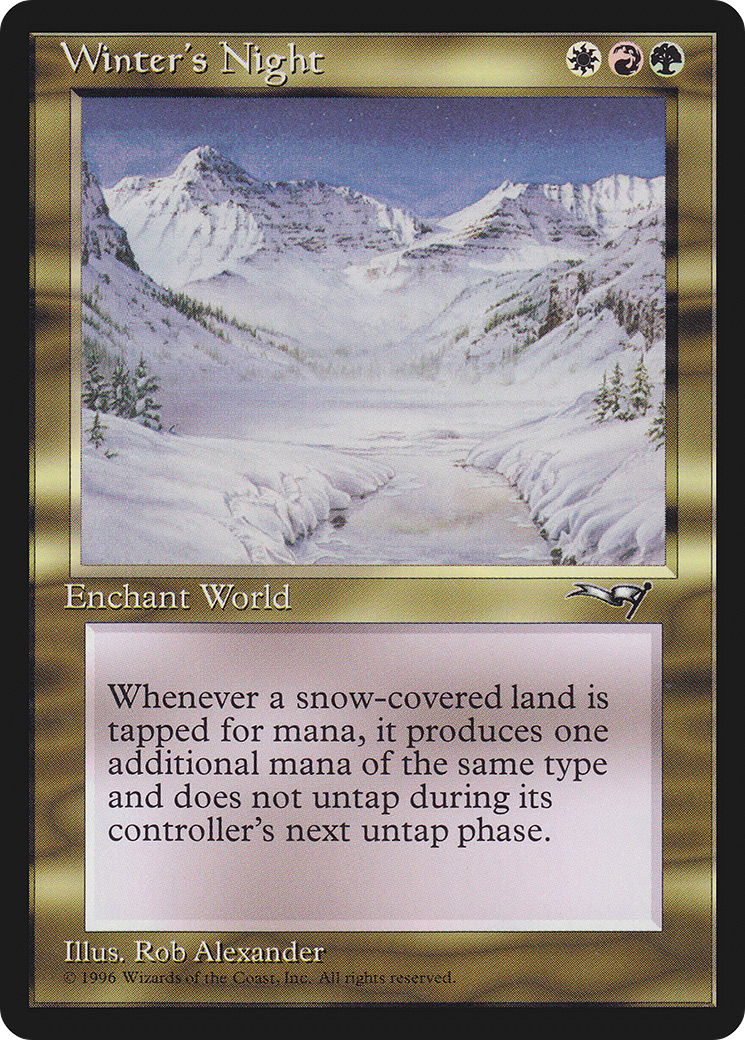 Winter's Night
Enchant World
Whenever a snow-covered land is
tapped for mana, it produces one
additional mana of the same type
and does not untap during its
controller's next untap phase.
Illus. Rob Alexander
© 1996 Wizards of the Coast, Inc. All rights reserved.